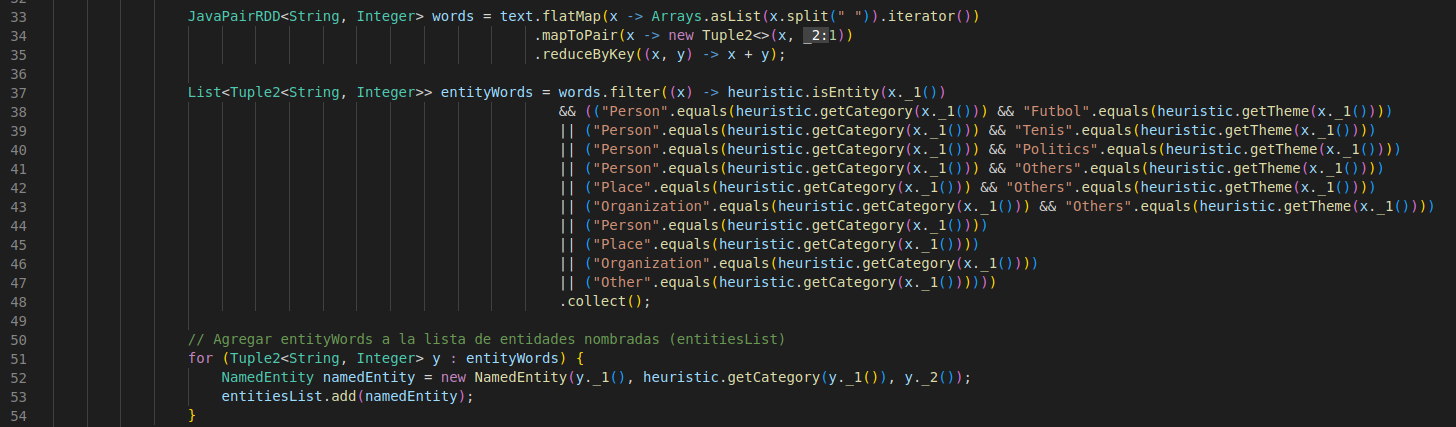 33 JavaPairRDD<String, Integer> words = text.flatMap(x -> Arrays.asList(x.split(" ")).iterator())
34 .mapToPair(x -> new Tuple2<>(x, _2:1))
35 .reduceByKey((x, y) -> x + y);
36
37 List<Tuple2<String, Integer>> entityWords = words.filter((x) -> heuristic.isEntity(x._1())
38 && (("Person".equals(heuristic.getCategory(x._1())) && "Futbol".equals(heuristic.getTheme(x._1())))
39 || ("Person".equals(heuristic.getCategory(x._1())) && "Tenis".equals(heuristic.getTheme(x._1())))
40 || ("Person".equals(heuristic.getCategory(x._1())) && "Politics".equals(heuristic.getTheme(x._1())))
41 || ("Person".equals(heuristic.getCategory(x._1())) && "Others".equals(heuristic.getTheme(x._1())))
42 || ("Place".equals(heuristic.getCategory(x._1())) && "Others".equals(heuristic.getTheme(x._1())))
43 || ("Organization".equals(heuristic.getCategory(x._1())) && "Others".equals(heuristic.getTheme(x._1())))
44 || ("Person".equals(heuristic.getCategory(x._1())))
45 || ("Place".equals(heuristic.getCategory(x._1())))
46 || ("Organization".equals(heuristic.getCategory(x._1())))
47 || ("Other".equals(heuristic.getCategory(x._1())))))
48 .collect();
49
50 // Agregar entityWords a la lista de entidades nombradas (entitiesList)
51 for (Tuple2<String, Integer> y : entityWords) {
52 NamedEntity namedEntity = new NamedEntity(y._1(), heuristic.getCategory(y._1()), y._2());
53 entitiesList.add(namedEntity);
54 }